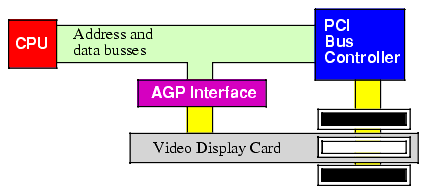 CPU
Address and
data busses
PCI
Bus
Controller
AGP Interface
Video Display Card